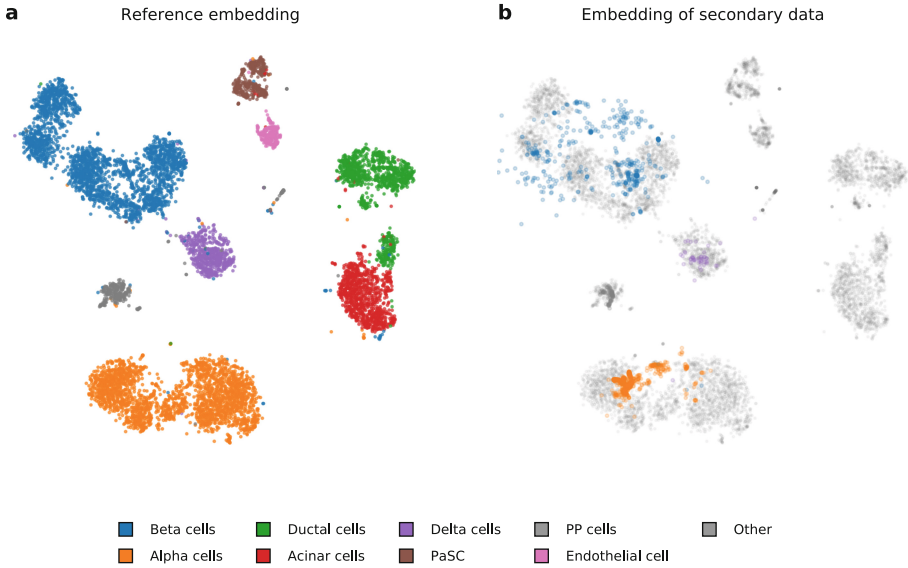 a Reference embedding b Embedding of secondary data
Beta cells Ductal cells Delta cells PP cells Other
Alpha cells Acinar cells PaSC Endothelial cell